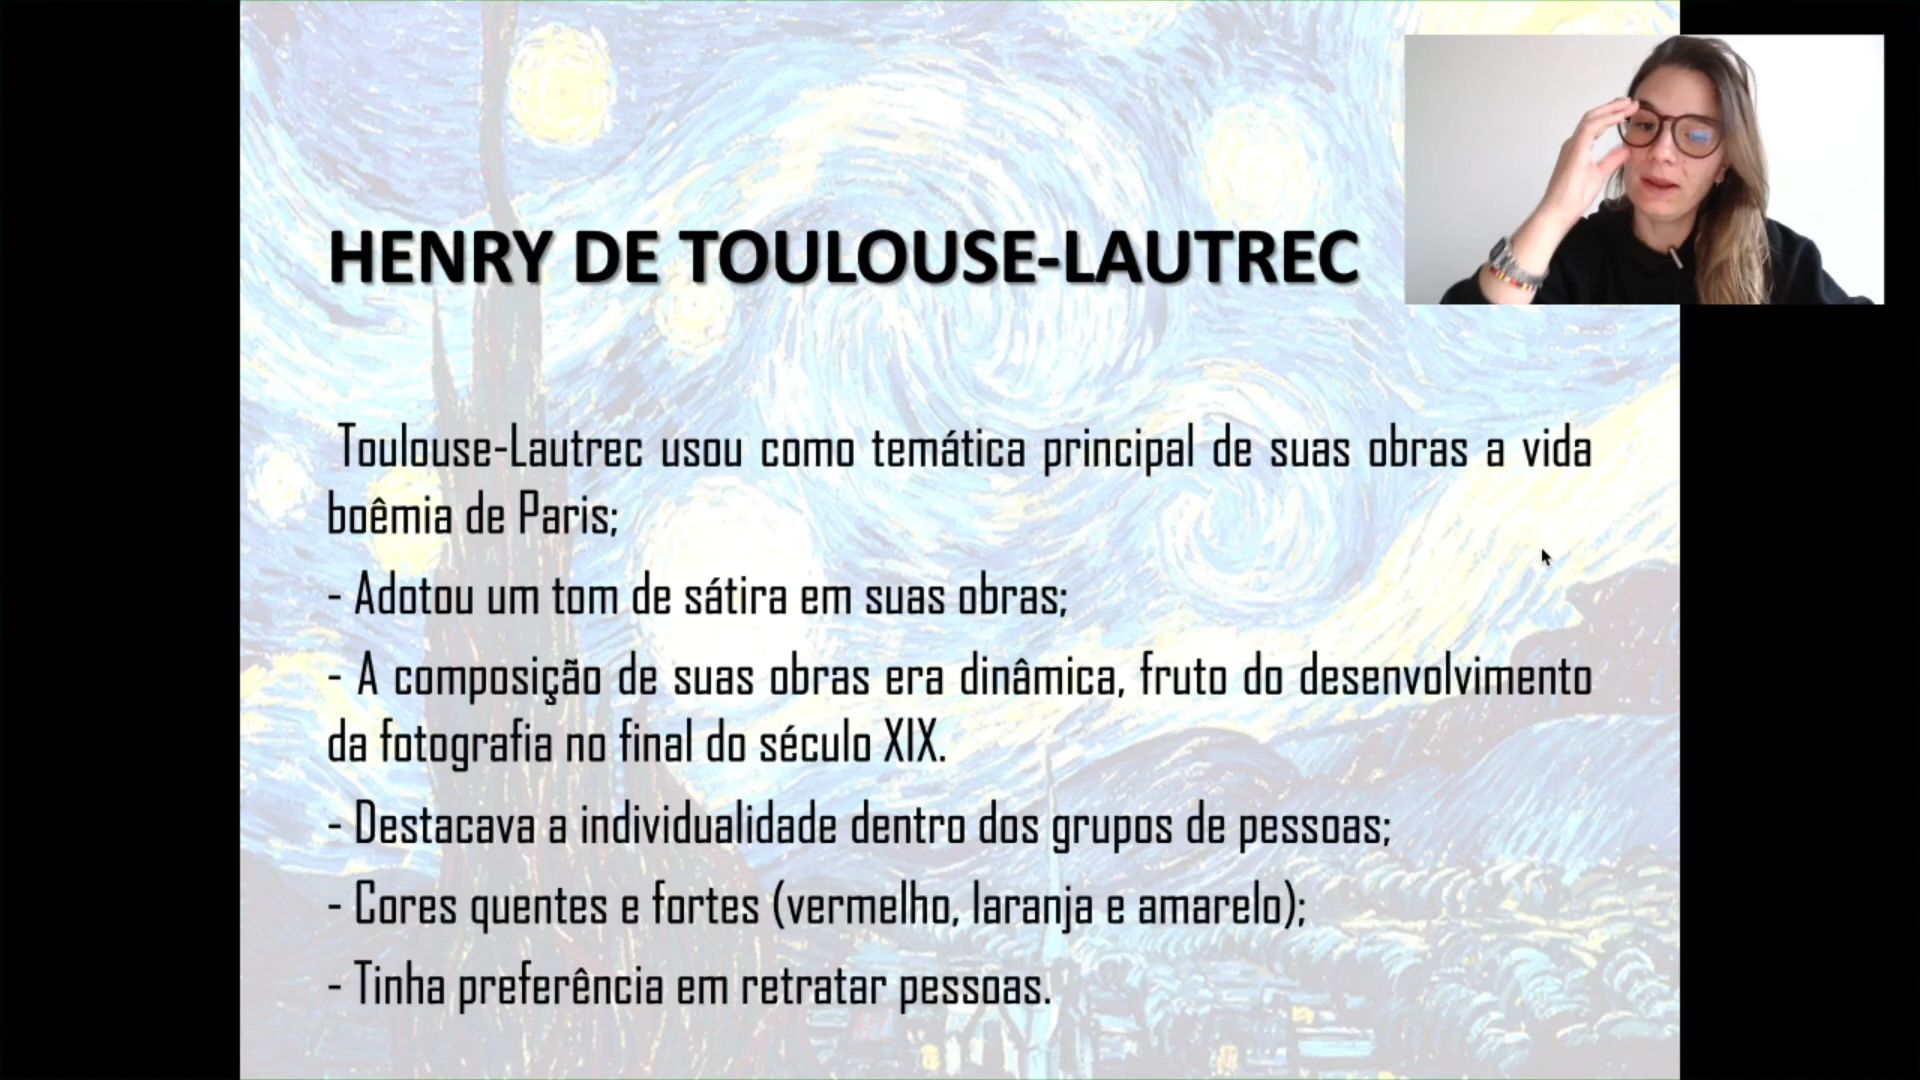 HENRY DE TOULOUSE-LAUTREC
Toulouse-Lautrec usou como temática principal de suas obras a vida
boêmia de Paris;
- Adotou um tom de sátira em suas obras;
- A composição de suas obras era dinâmica, fruto do desenvolvimento
da fotografia no final do século XIX.
- Destacava a individualidade dentro dos grupos de pessoas;
- Cores quentes e fortes (vermelho, laranja e amarelo);
- Tinha preferência em retratar pessoas.